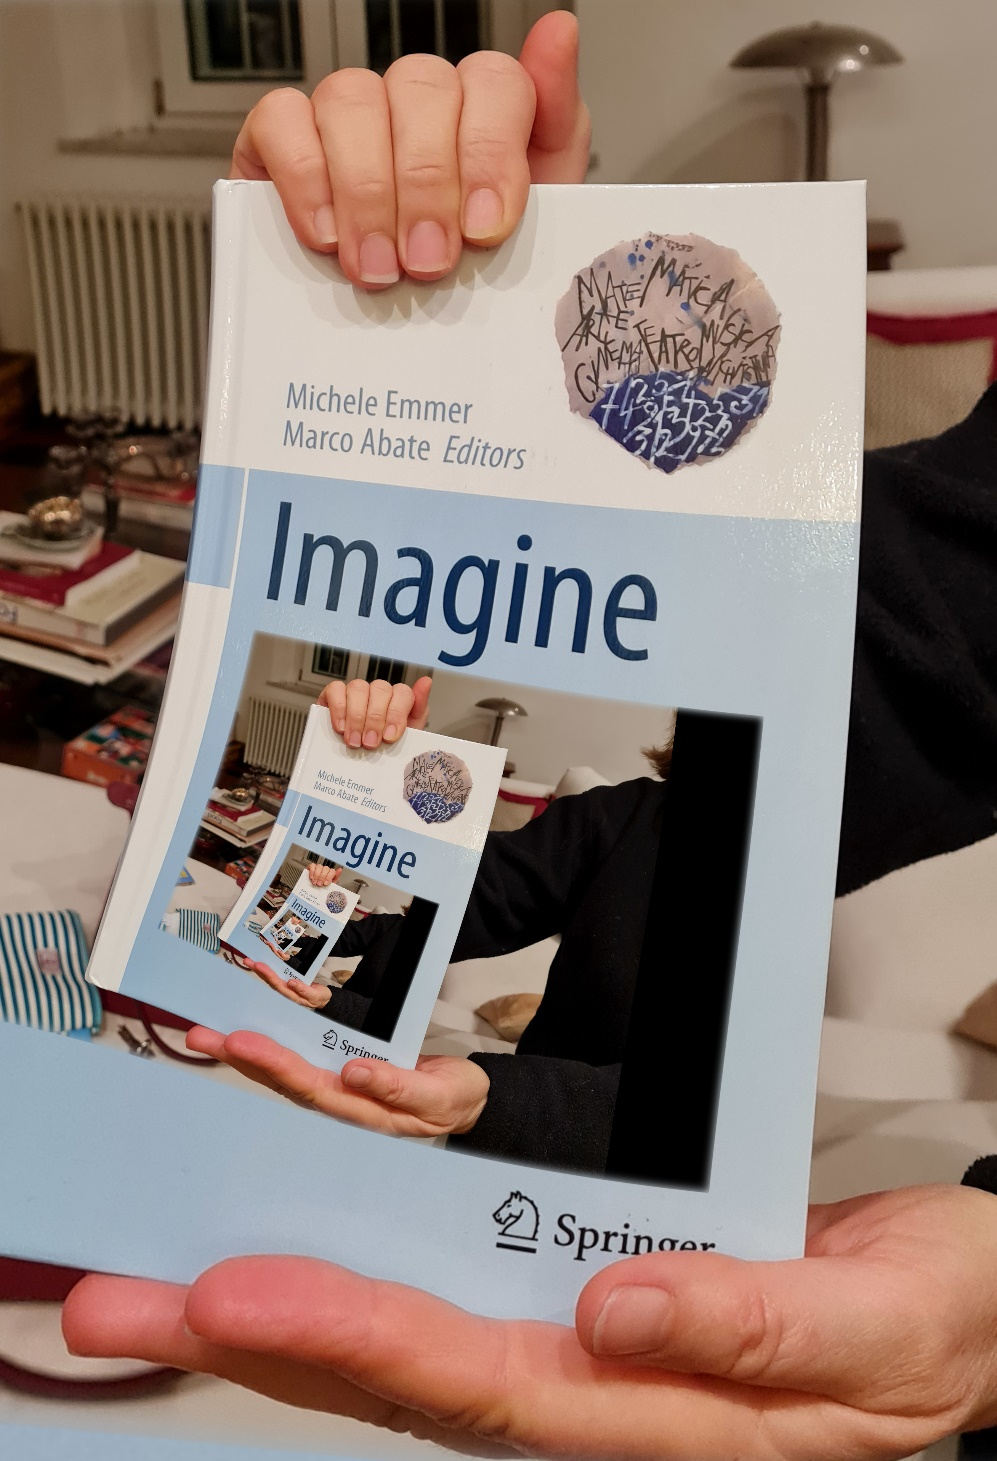 Michele Emmer
Marco Abate Editors
MATEMATICA
ARTE
MUSICA
CINEMA TEATRO
Imagine
Michele Emmer
Marco Abate Editors
Imagine
Imagine
Springer
Springer